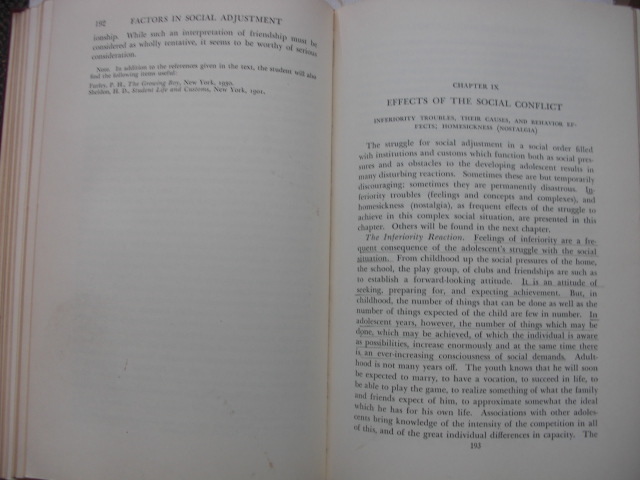 192 FACTORS IN SOCIAL ADJUSTMENT
ionship. While such an interpretation of friendship must be
considered as wholly tentative, it seems to be worthy of serious
consideration.
Note. In addition to the references given in the text, the student will also
find the following items useful:
Furfey, P. H., The Growing Boy, New York, 1930.
Sheldon, H. D., Student Life and Customs, New York, 1901.
CHAPTER IX
EFFECTS OF THE SOCIAL CONFLICT
INFERIORITY TROUBLES, THEIR CAUSES, AND BEHAVIOR EF-
FECTS; HOMESICKNESS (NOSTALGIA)
The struggle for social adjustment in a social order filled
with institutions and customs which function both as social pres-
sures and as obstacles to the developing adolescent results in
many disturbing reactions. Sometimes these are but temporarily
discouraging; sometimes they are permanently disastrous. In-
feriority troubles (feelings and concepts and complexes), and
homesickness (nostalgia), as frequent effects of the struggle to
achieve in this complex social situation, are presented in this
chapter. Others will be found in the next chapter.
The Inferiority Reaction. Feelings of inferiority are a fre-
quent consequence of the adolescent's struggle with the social
situation. From childhood up the social pressures of the home,
the school, the play group, of clubs and friendships are such as
to establish a forward-looking attitude. It is an attitude of
seeking, preparing for, and expecting achievement. But, in
childhood, the number of things that can be done as well as the
number of things expected of the child are few in number. In
adolescent years, however, the number of things which may be
done, which may be achieved, of which the individual is aware
as possibilities, increase enormously and at the same time there
is an ever-increasing consciousness of social demands. Adult-
hood is not many years off. The youth knows that he will soon
be expected to marry, to have a vocation, to succeed in life, to
be able to play the game, to realize something of what the family
and friends expect of him, to approximate somewhat the ideal
which he has for his own life. Associations with other adoles-
cents bring knowledge of the intensity of the competition in all
of this, and of the great individual differences in capacity. The
193